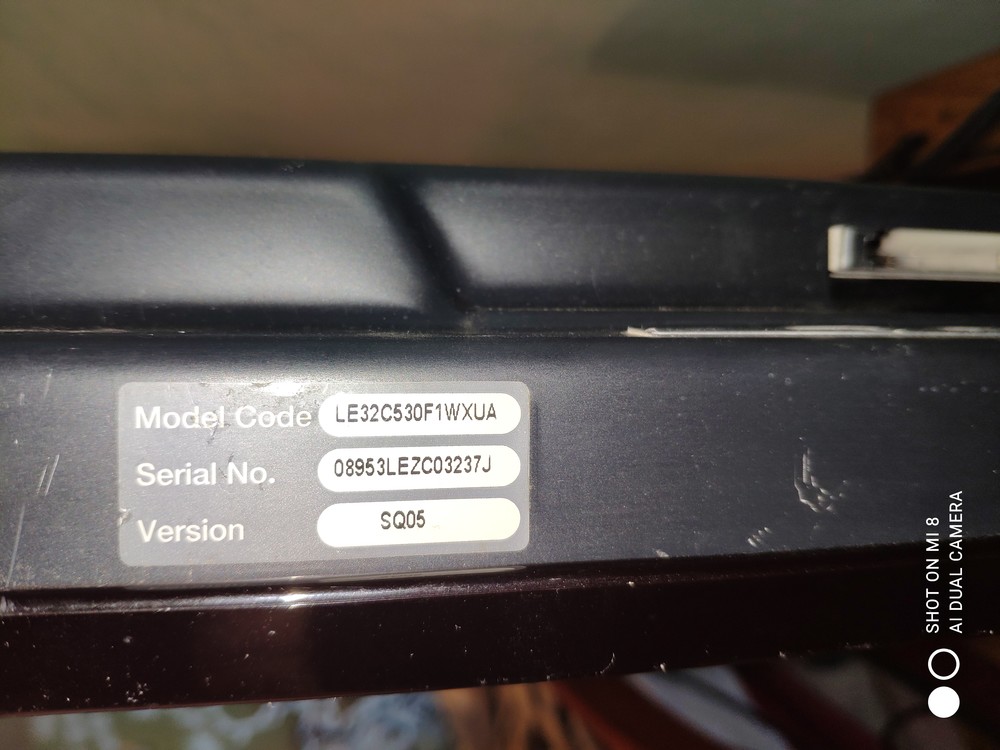 Model Code LE32C530F1WXUA
Serial No. 08953LEZC03237J
Version SQ05
SHOT ON MI 8
AI DUAL CAMERA